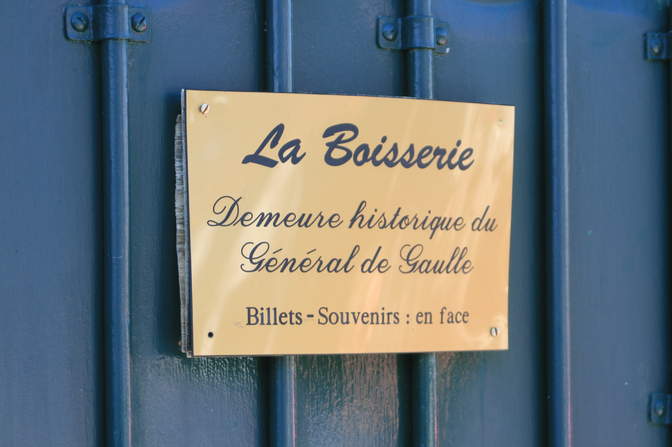 La Boisserie
Demeure historique du
Général de Gaulle
Billets-Souvenirs : en face